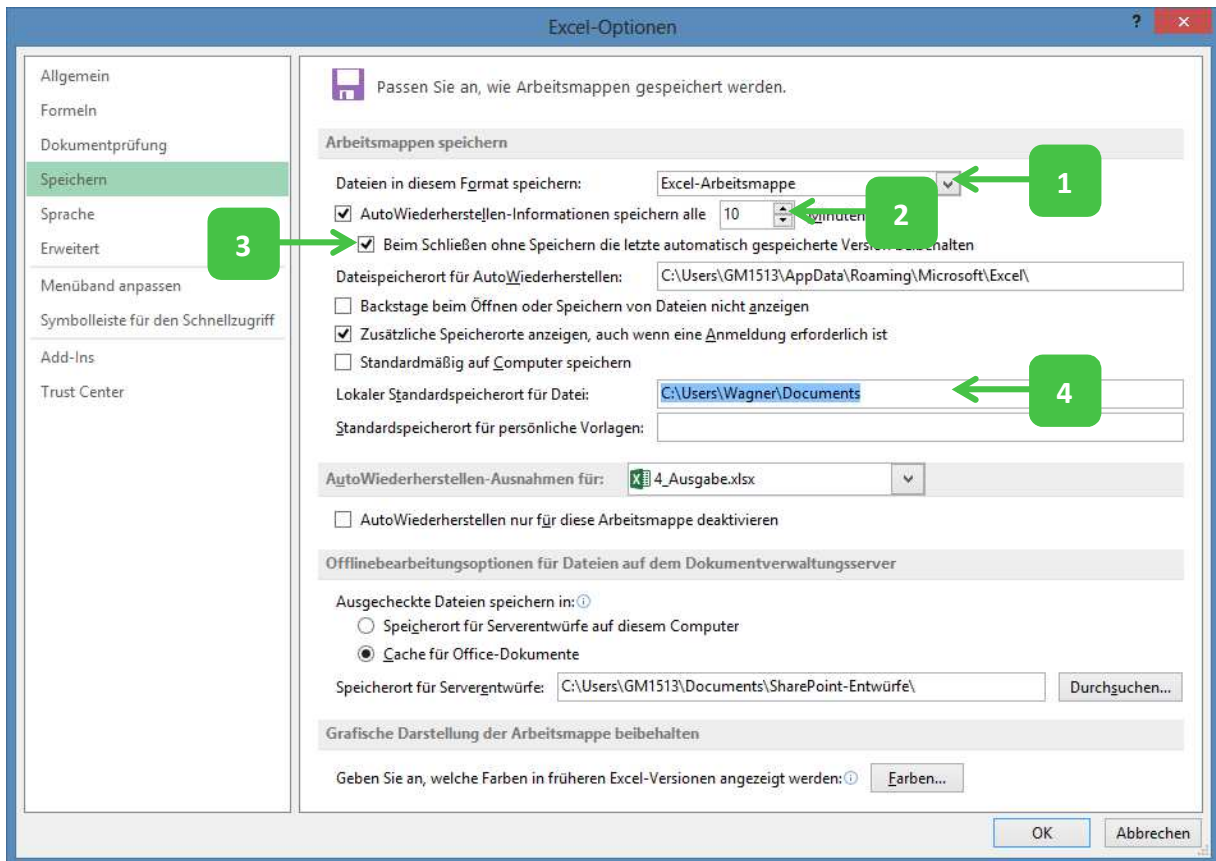 Excel-Optionen
?
×
Allgemein
Formeln
Dokumentprüfung
Speichern
Sprache
Erweitert
Menüband anpassen
Symbolleiste für den Schnellzugriff
Add-Ins
Trust Center
Passen Sie an, wie Arbeitsmappen gespeichert werden.
Arbeitsmappen speichern
Dateien in diesem Format speichern: Excel-Arbeitsmappe
1
AutoWiederherstellen-Informationen speichern alle 10 Minuten
2
3
Beim Schließen ohne Speichern die letzte automatisch gespeicherte Version beibehalten
Dateispeicherort für AutoWiederherstellen: C:\Users\GM1513\AppData\Roaming\Microsoft\Excel\
Backstage beim Öffnen oder Speichern von Dateien nicht anzeigen
Zusätzliche Speicherorte anzeigen, auch wenn eine Anmeldung erforderlich ist
Standardmäßig auf Computer speichern
Lokaler Standardspeicherort für Datei: C:\Users\Wagner\Documents
4
Standardspeicherort für persönliche Vorlagen:
AutoWiederherstellen-Ausnahmen für: 4_Ausgabe.xlsx
AutoWiederherstellen nur für diese Arbeitsmappe deaktivieren
Offlinebearbeitungsoptionen für Dateien auf dem Dokumentverwaltungsserver
Ausgecheckte Dateien speichern in:
Speicherort für Serverentwürfe auf diesem Computer
Cache für Office-Dokumente
Speicherort für Serverentwürfe: C:\Users\GM1513\Documents\SharePoint-Entwürfe\ Durchsuchen...
Grafische Darstellung der Arbeitsmappe beibehalten
Geben Sie an, welche Farben in früheren Excel-Versionen angezeigt werden: Farben...
OK Abbrechen